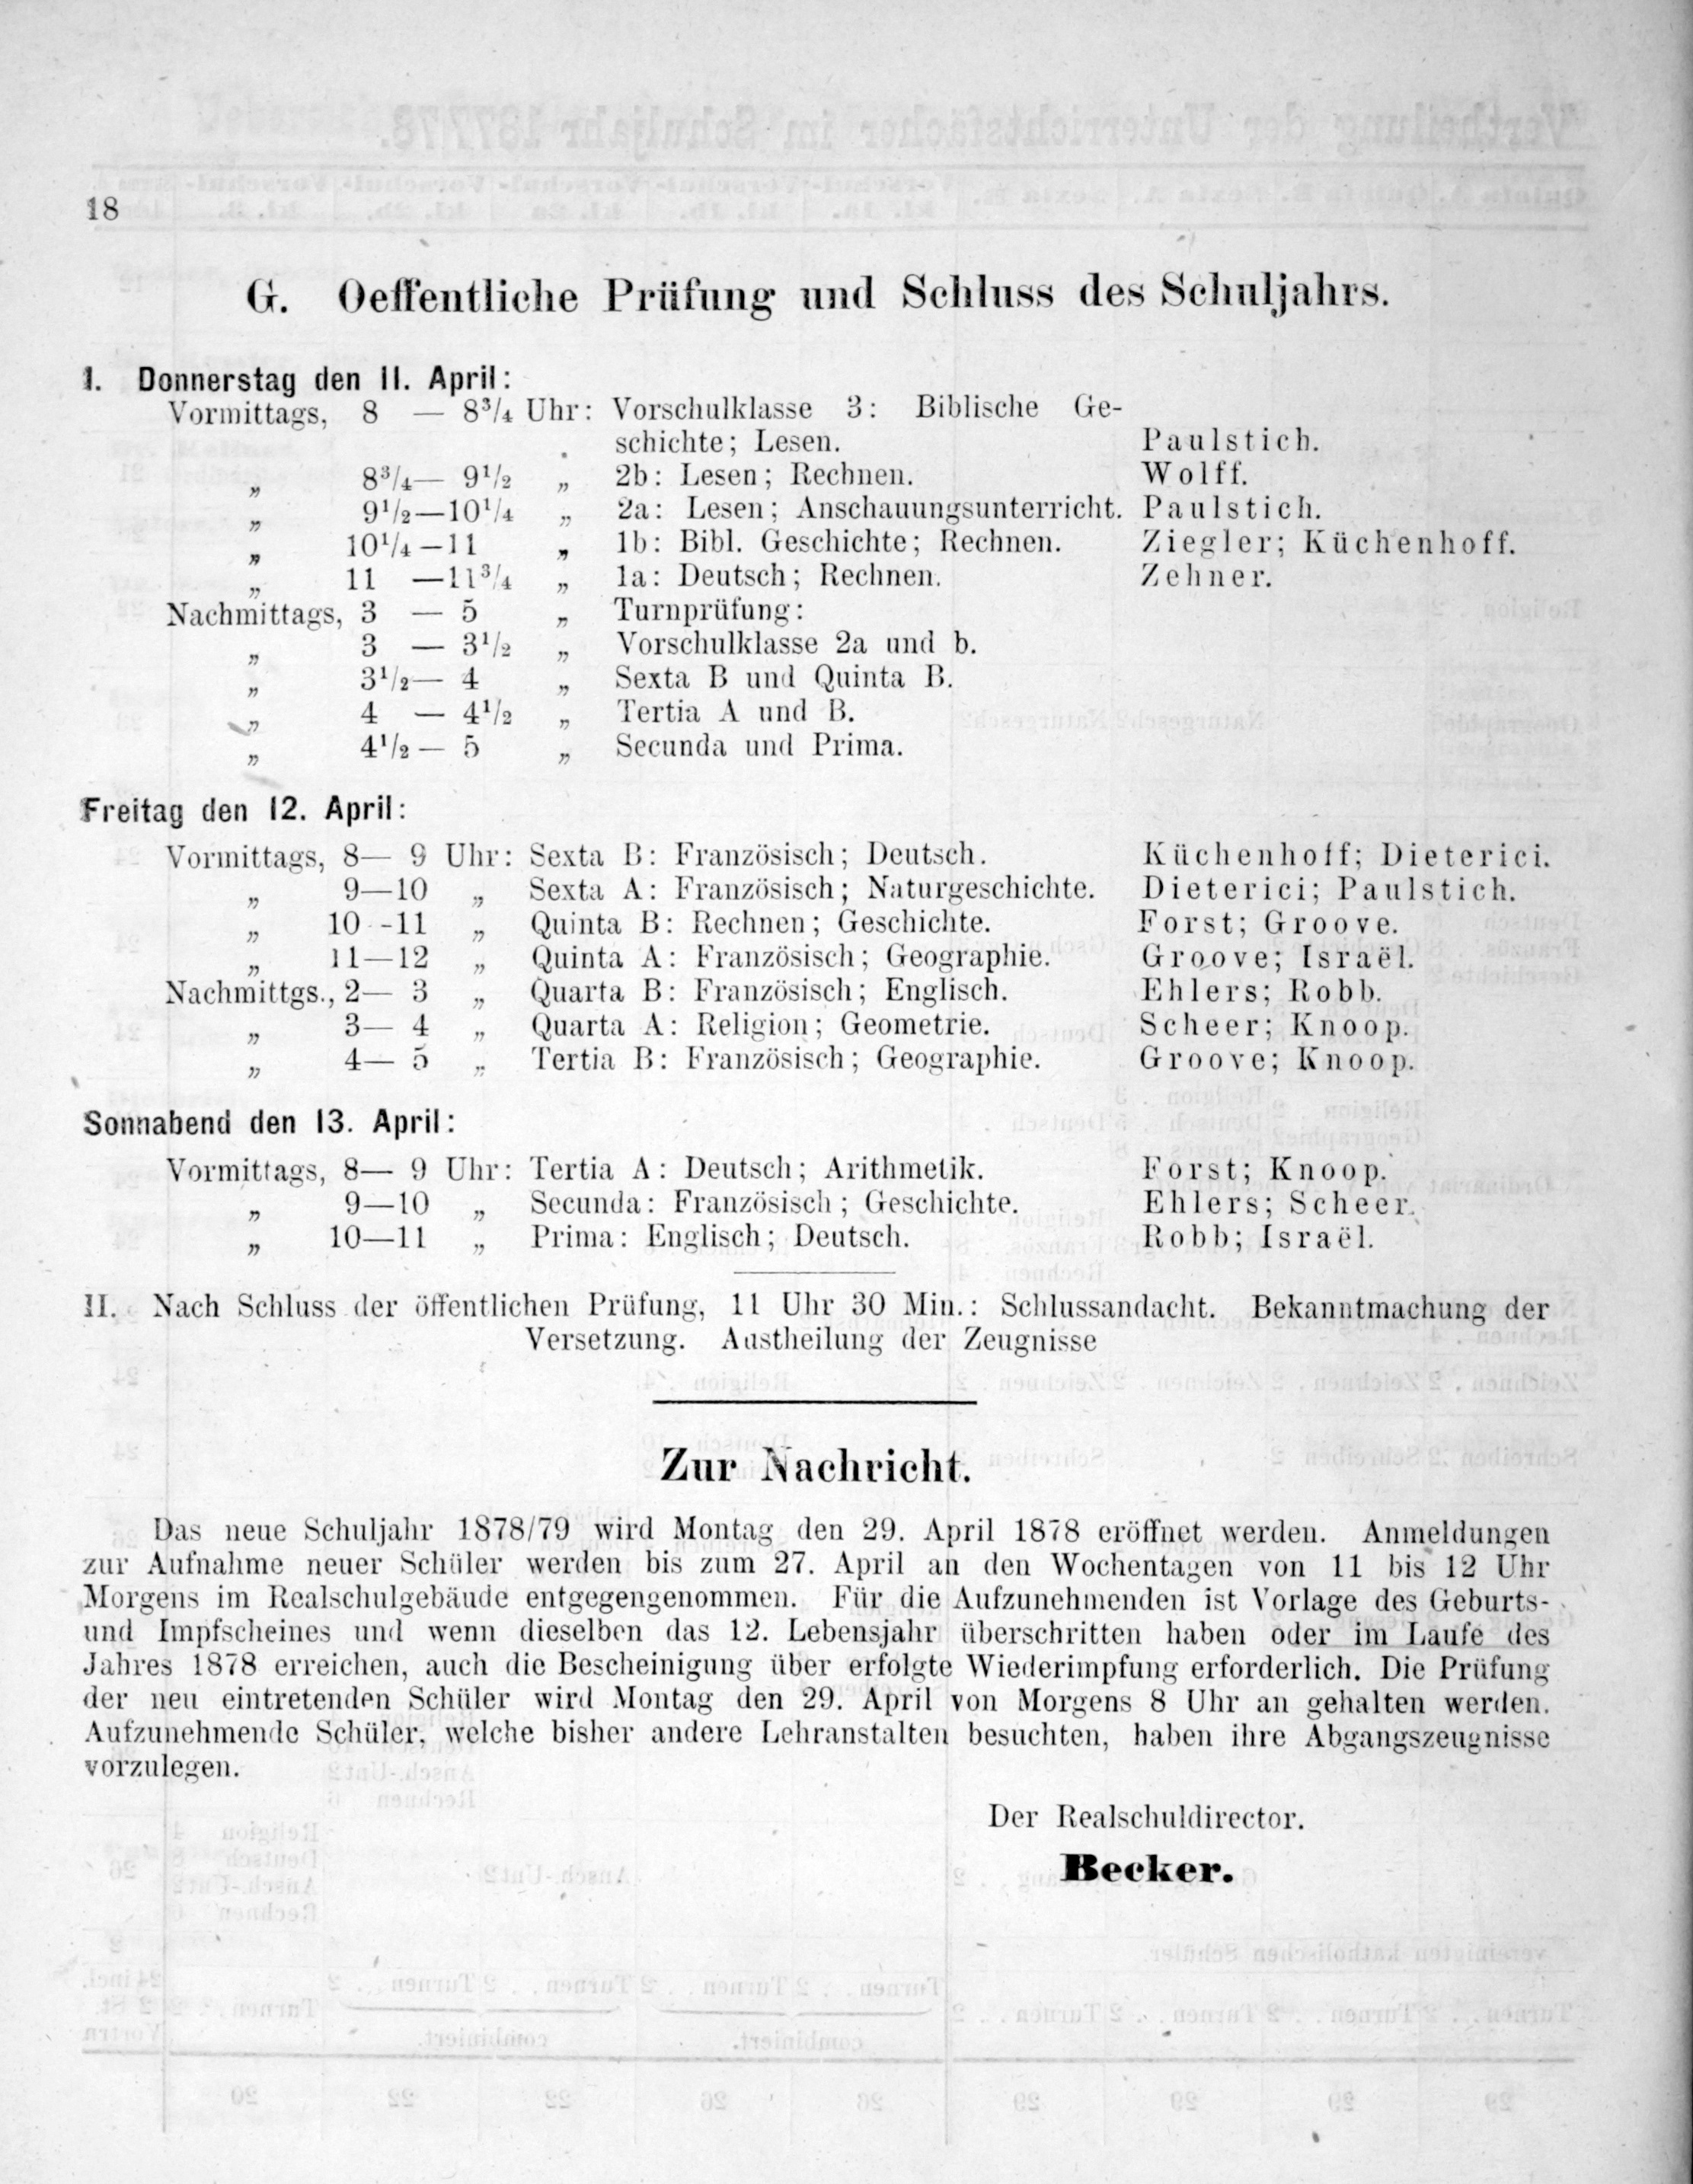 18
G. Oeffentliche Prüfung und Schluss des Schuljahrs.
I. Donnerstag den 11. April:
Vormittags, 8 — 8³/₄ Uhr: Vorschulklasse 3: Biblische Ge-
schichte; Lesen. Paulstich.
„ 8³/₄— 9¹/₂ „ 2b: Lesen; Rechnen. Wolff.
„ 9¹/₂—10¹/₄ „ 2a: Lesen; Anschauungsunterricht. Paulstich.
„ 10¹/₄—11 „ 1b: Bibl. Geschichte; Rechnen. Ziegler; Küchenhoff.
„ 11 —11³/₄ „ 1a: Deutsch; Rechnen. Zehner.
Nachmittags, 3 — 5 „ Turnprüfung:
„ 3 — 3¹/₂ „ Vorschulklasse 2a und b.
„ 3¹/₂— 4 „ Sexta B und Quinta B.
„ 4 — 4¹/₂ „ Tertia A und B.
„ 4¹/₂— 5 „ Secunda und Prima.
Freitag den 12. April:
Vormittags, 8— 9 Uhr: Sexta B: Französisch; Deutsch. Küchenhoff; Dieterici.
„ 9—10 „ Sexta A: Französisch; Naturgeschichte. Dieterici; Paulstich.
„ 10--11 „ Quinta B: Rechnen; Geschichte. Forst; Groove.
„ 11—12 „ Quinta A: Französisch; Geographie. Groove; Israël.
Nachmittgs., 2— 3 „ Quarta B: Französisch; Englisch. Ehlers; Robb.
„ 3— 4 „ Quarta A: Religion; Geometrie. Scheer; Knoop.
„ 4— 5 „ Tertia B: Französisch; Geographie. Groove; Knoop.
Sonnabend den 13. April:
Vormittags, 8— 9 Uhr: Tertia A: Deutsch; Arithmetik. Forst; Knoop.
„ 9—10 „ Secunda: Französisch; Geschichte. Ehlers; Scheer.
„ 10—11 „ Prima: Englisch; Deutsch. Robb; Israël.
II. Nach Schluss der öffentlichen Prüfung, 11 Uhr 30 Min.: Schlussandacht. Bekanntmachung der
Versetzung. Austheilung der Zeugnisse
Zur Nachricht.
Das neue Schuljahr 1878/79 wird Montag den 29. April 1878 eröffnet werden. Anmeldungen
zur Aufnahme neuer Schüler werden bis zum 27. April an den Wochentagen von 11 bis 12 Uhr
Morgens im Realschulgebäude entgegengenommen. Für die Aufzunehmenden ist Vorlage des Geburts-
und Impfscheines und wenn dieselben das 12. Lebensjahr überschritten haben oder im Laufe des
Jahres 1878 erreichen, auch die Bescheinigung über erfolgte Wiederimpfung erforderlich. Die Prüfung
der neu eintretenden Schüler wird Montag den 29. April von Morgens 8 Uhr an gehalten werden.
Aufzunehmende Schüler, welche bisher andere Lehranstalten besuchten, haben ihre Abgangszeugnisse
vorzulegen.
Der Realschuldirector.
Becker.